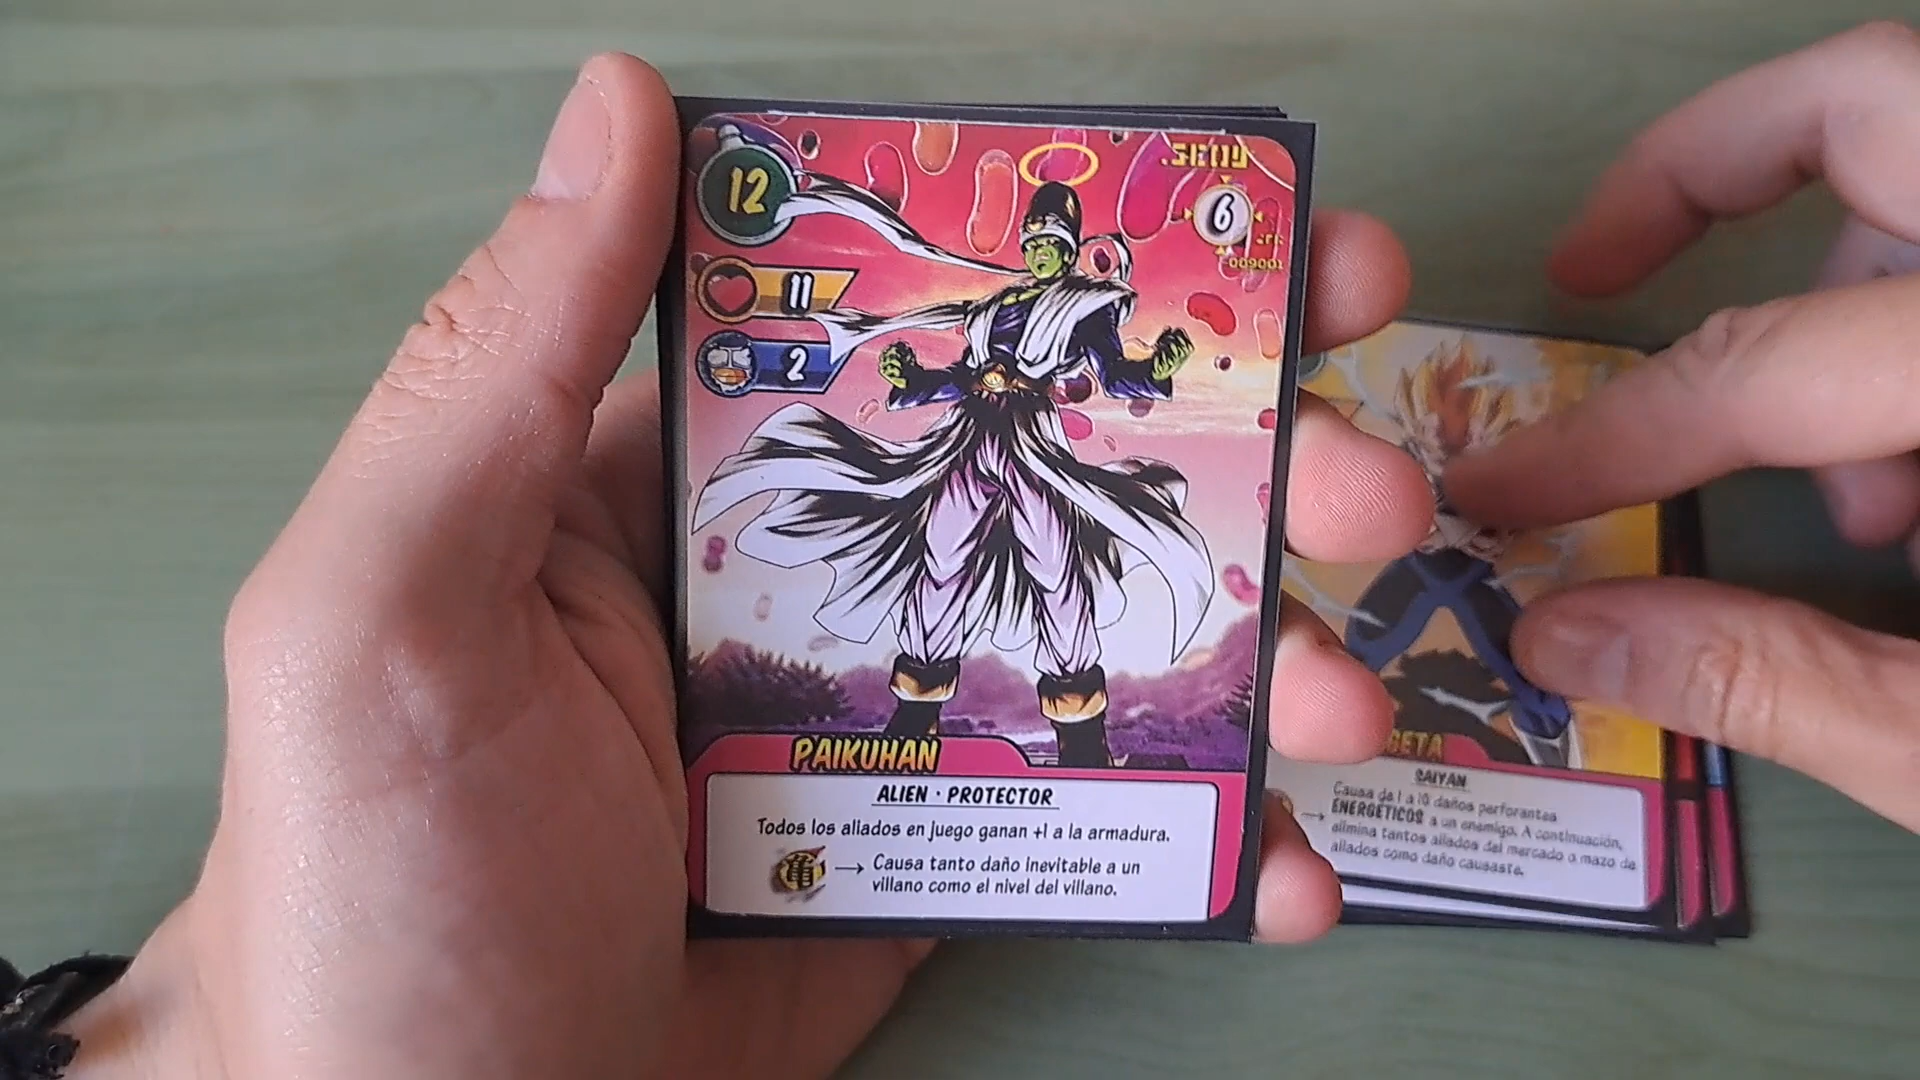 12
6
11
-009001
2
PAIKUHAN
ALIEN · PROTECTOR
Todos los aliados en juego ganan +1 a la armadura.
→ Causa tanto daño inevitable a un
villano como el nivel del villano.
GETA
SAIYAN
→ Causa de 1 a 10 daños perforantes
ENERGÉTICOS a un enemigo. A continuación,
elimina tantos aliados del mercado o mazo de
aliados como daño causaste.